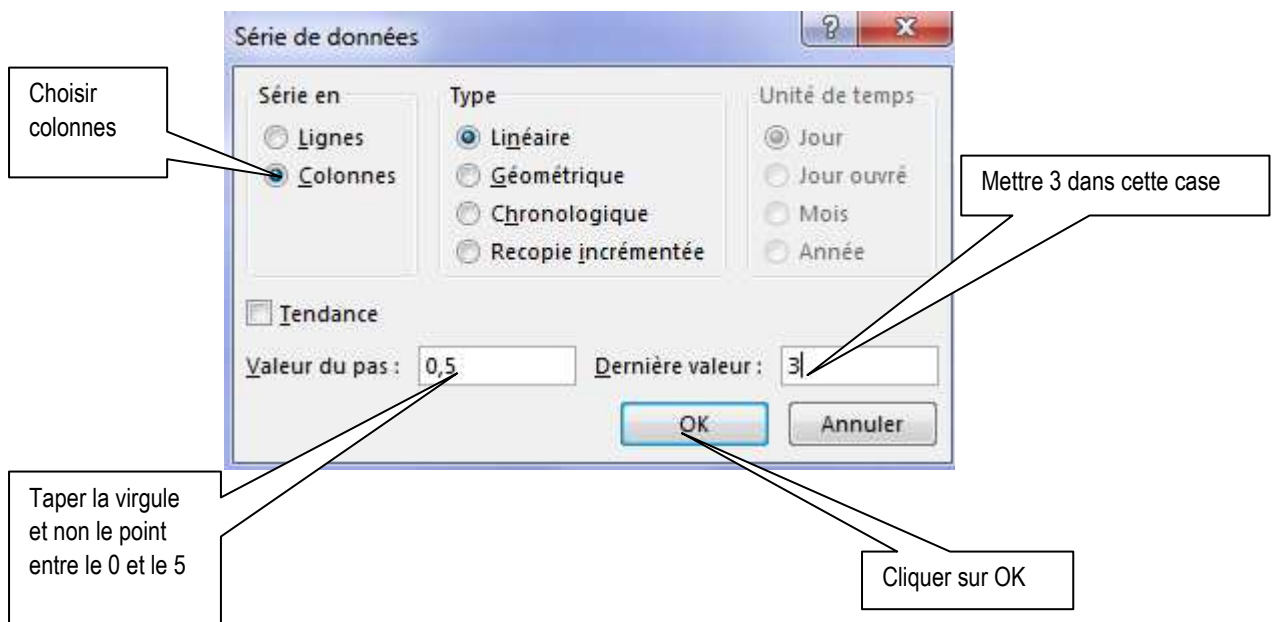 Série de données
Choisir
colonnes
Série en
Lignes
Colonnes
Type
Linéaire
Géométrique
Chronologique
Recopie incrémentée
Unité de temps
Jour
Jour ouvré
Mois
Année
Mettre 3 dans cette case
Tendance
Valeur du pas : 0,5
Dernière valeur : 3
OK
Annuler
Taper la virgule
et non le point
entre le 0 et le 5
Cliquer sur OK